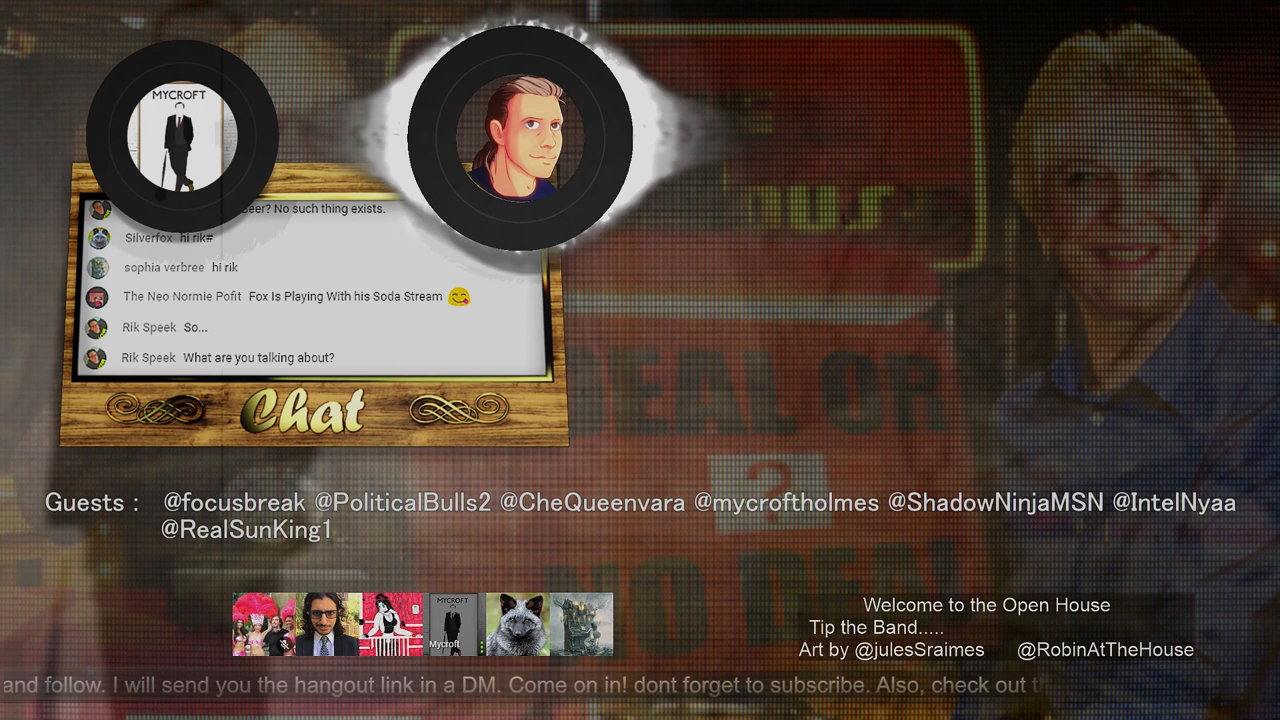 MYCROFT
Beer? No such thing exists.
Silverfox hi rik#
sophia verbree hi rik
The Neo Normie Pofit Fox Is Playing With his Soda Stream 😋
Rik Speek So...
Rik Speek What are you talking about?
Chat
DEAL OR
?
NO DEAL
Guests : @focusbreak @PoliticalBulls2 @CheQueenvara @mycroftholmes @ShadowNinjaMSN @IntelNyaa
@RealSunKing1
MYCROFT
Mycroft
Welcome to the Open House
Tip the Band.....
Art by @julesSraimes @RobinAtTheHouse
and follow. I will send you the hangout link in a DM. Come on in! dont forget to subscribe. Also, check out